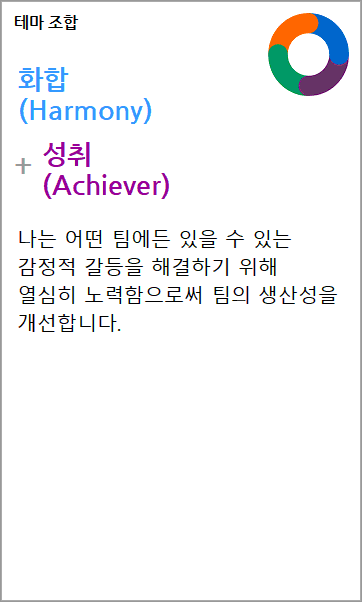 테마 조합
화합
(Harmony)
+ 성취
(Achiever)
나는 어떤 팀에든 있을 수 있는
감정적 갈등을 해결하기 위해
열심히 노력함으로써 팀의 생산성을
개선합니다.